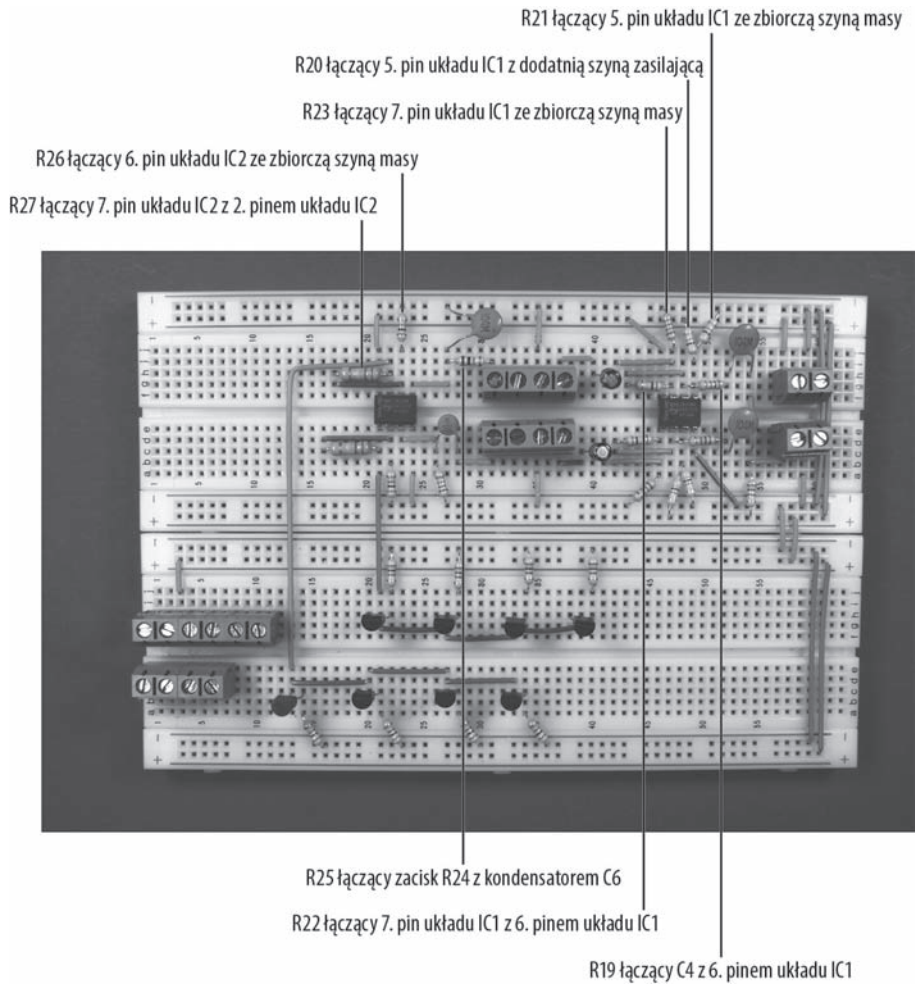 R21 łączący 5. pin układu IC1 ze zbiorczą szyną masy
R20 łączący 5. pin układu IC1 z dodatnią szyną zasilającą
R23 łączący 7. pin układu IC1 ze zbiorczą szyną masy
R26 łączący 6. pin układu IC2 ze zbiorczą szyną masy
R27 łączący 7. pin układu IC2 z 2. pinem układu IC2
R25 łączący zacisk R24 z kondensatorem C6
R22 łączący 7. pin układu IC1 z 6. pinem układu IC1
R19 łączący C4 z 6. pinem układu IC1